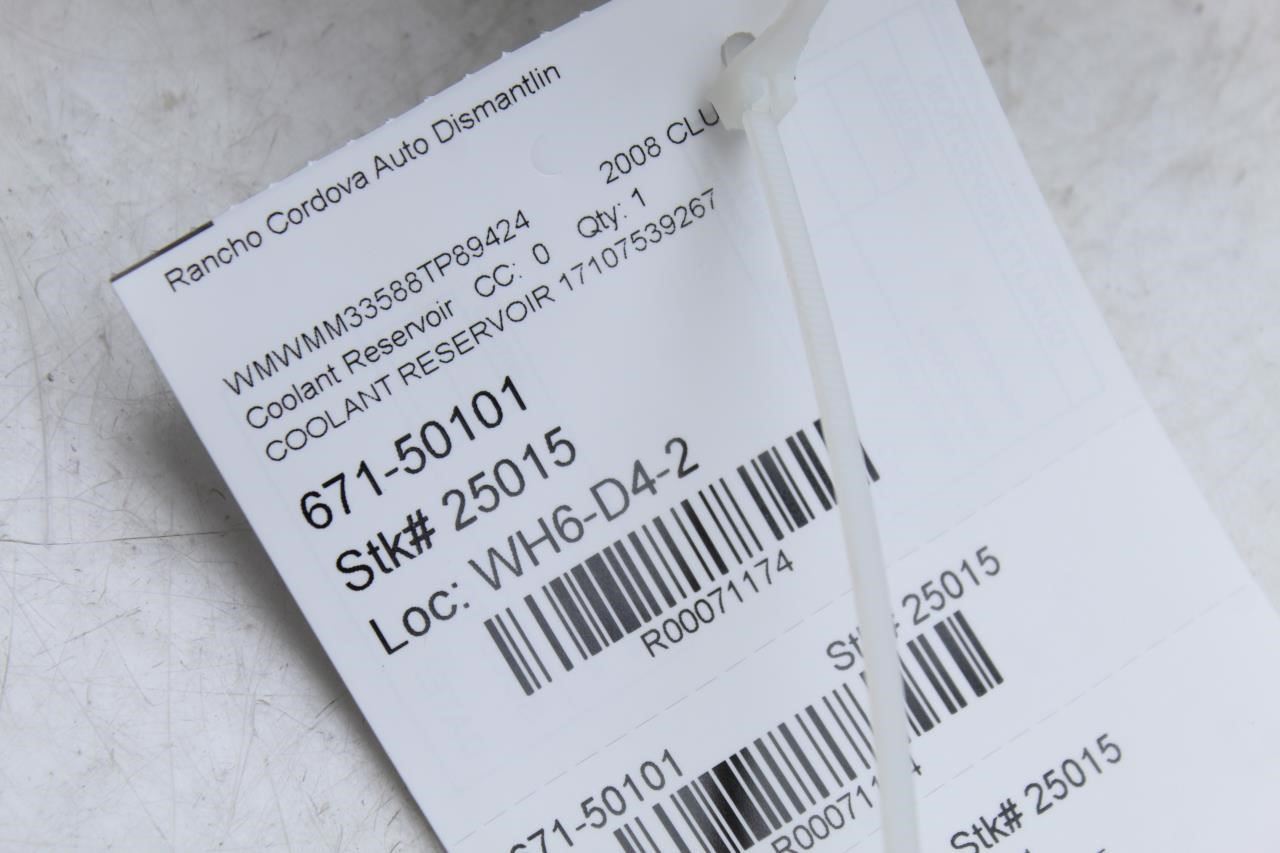 Rancho Cordova Auto Dismantlin
WMWMM33588TP89424 2008 CLU
Coolant Reservoir CC: 0 Qty: 1
COOLANT RESERVOIR 17107539267
671-50101
Stk# 25015
Loc: WH6-D4-2
R00071174
671-50101 Stk# 25015
R00071174
Stk# 25015